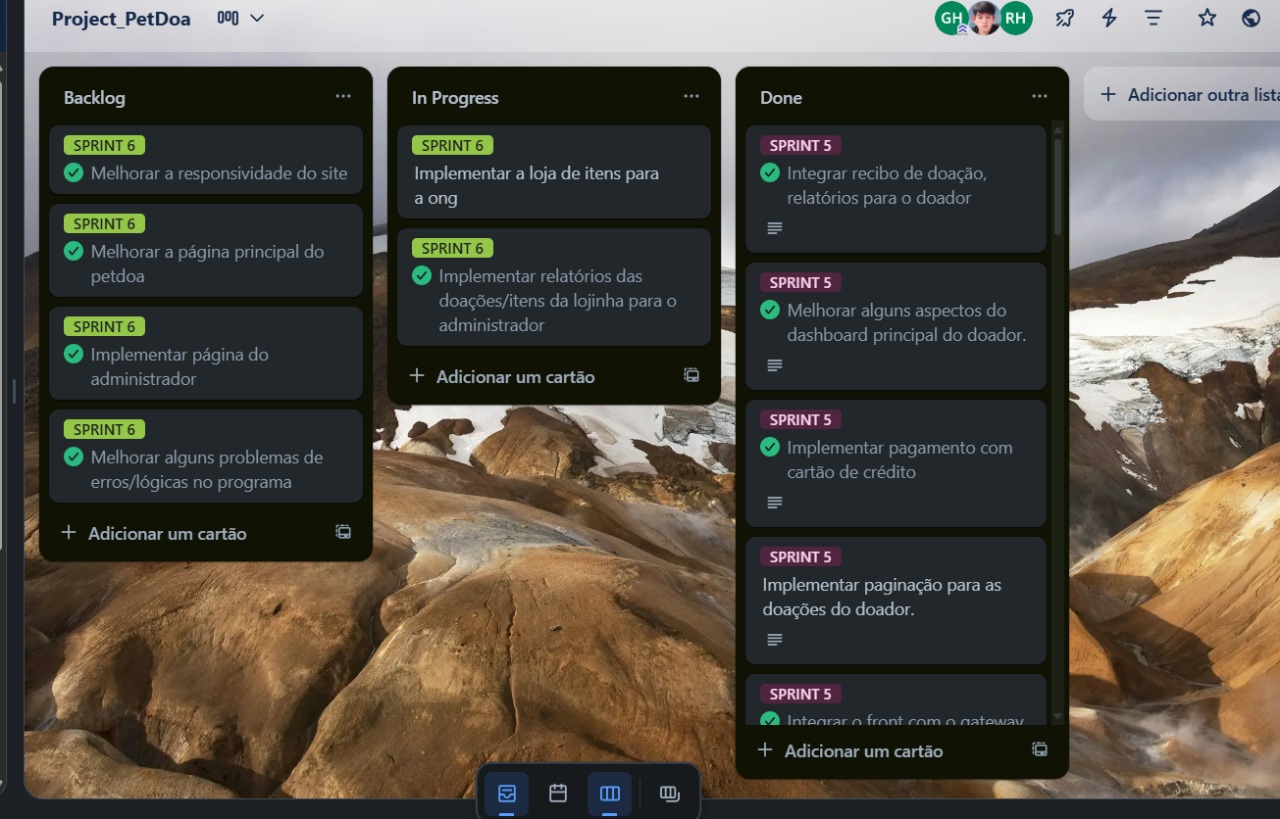 Project_PetDoa
GH
RH
Backlog
SPRINT 6
Melhorar a responsividade do site
SPRINT 6
Melhorar a página principal do
petdoa
SPRINT 6
Implementar página do
administrador
SPRINT 6
Melhorar alguns problemas de
erros/lógicas no programa
Adicionar um cartão
In Progress
SPRINT 6
Implementar a loja de itens para
a ong
SPRINT 6
Implementar relatórios das
doações/itens da lojinha para o
administrador
Adicionar um cartão
Done
SPRINT 5
Integrar recibo de doação,
relatórios para o doador
SPRINT 5
Melhorar alguns aspectos do
dashboard principal do doador.
SPRINT 5
Implementar pagamento com
cartão de crédito
SPRINT 5
Implementar paginação para as
doações do doador.
SPRINT 5
Integrar o front com o gateway
Adicionar um cartão
Adicionar outra lista